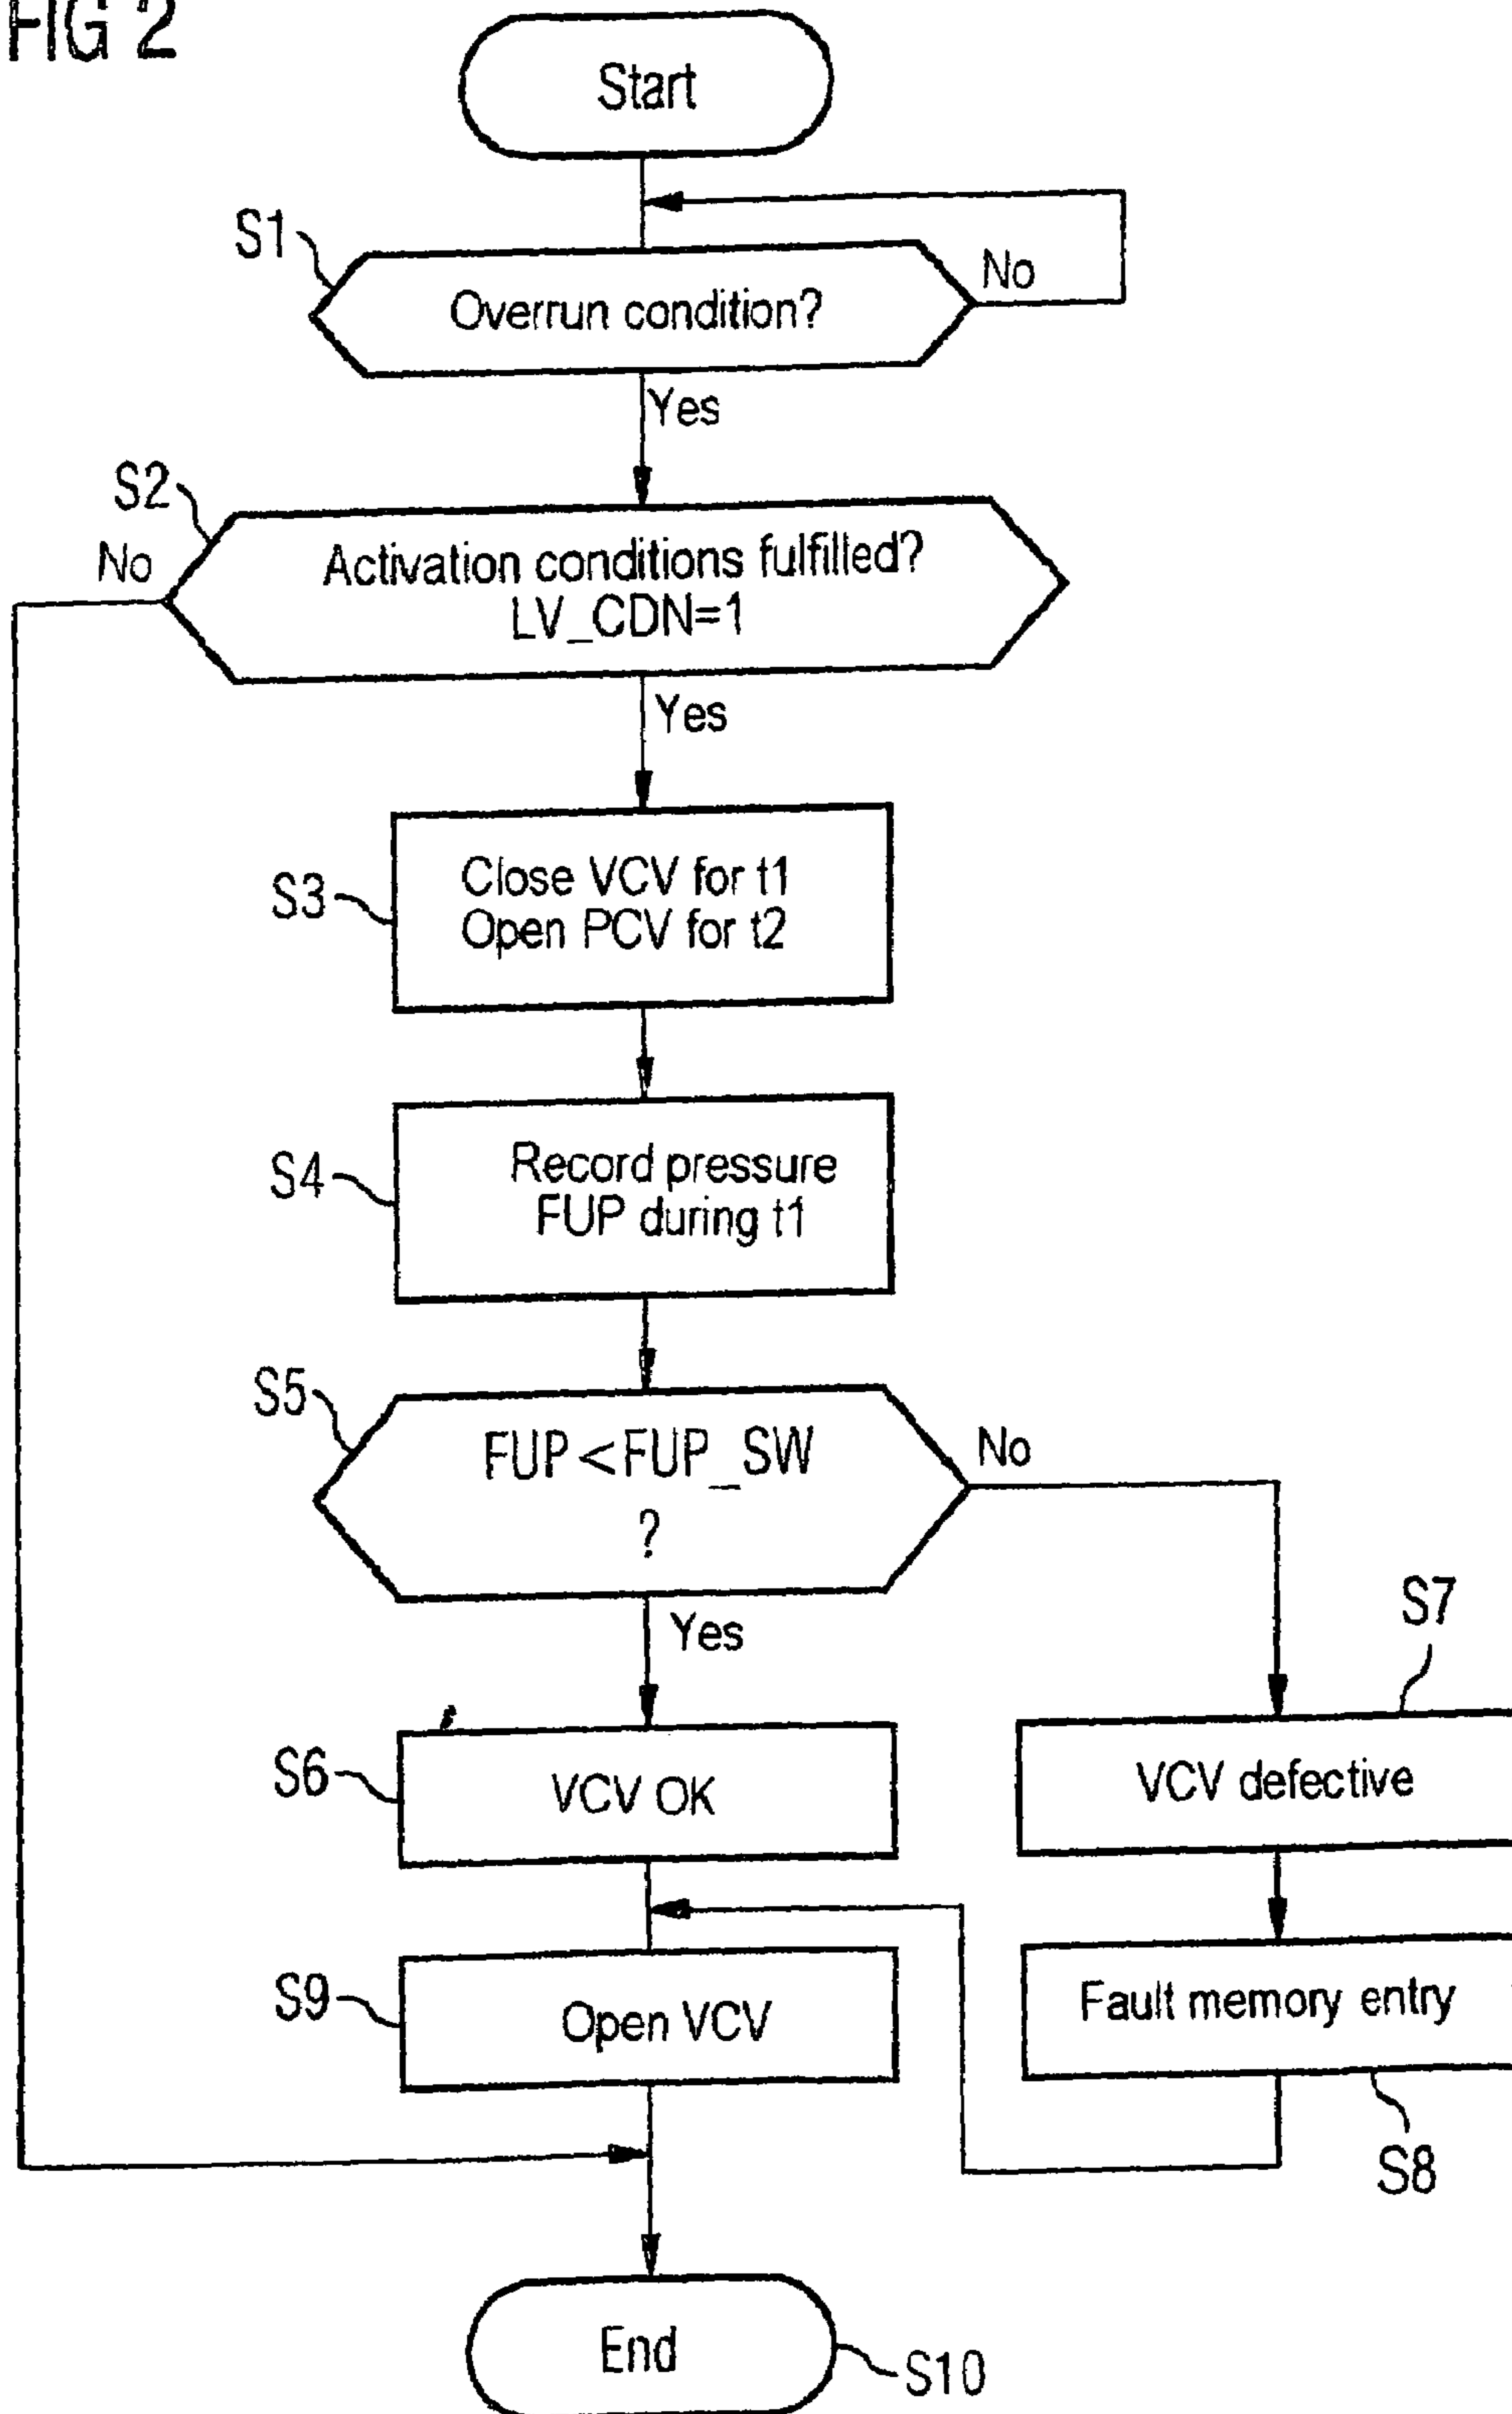 FIG 2
Start
S1
Overrun condition?
No
Yes
S2
No
Activation conditions fulfilled?
LV_CDN=1
Yes
S3
Close VCV for t1
Open PCV for t2
S4
Record pressure
FUP during t1
S5
FUP<FUP_SW
?
No
Yes
S7
S6
VCV OK
VCV defective
S9
Open VCV
Fault memory entry
S8
End
S10